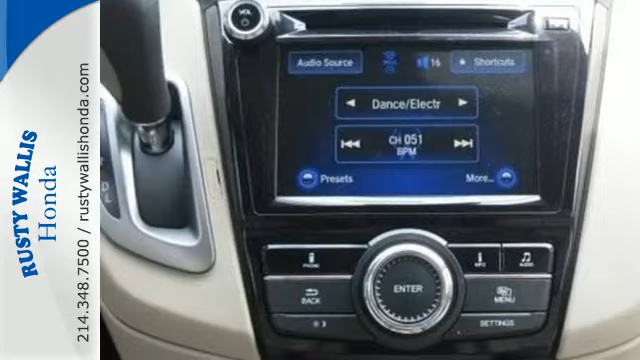 RUSTY WALLIS
Honda
214.348.7500 / rustywallishonda.com
VOL
Audio Source
16
Shortcuts
Dance/Electr
CH 051
BPM
Presets
More...
PHONE
INFO
AUDIO
BACK
ENTER
MENU
SETTINGS
D
L